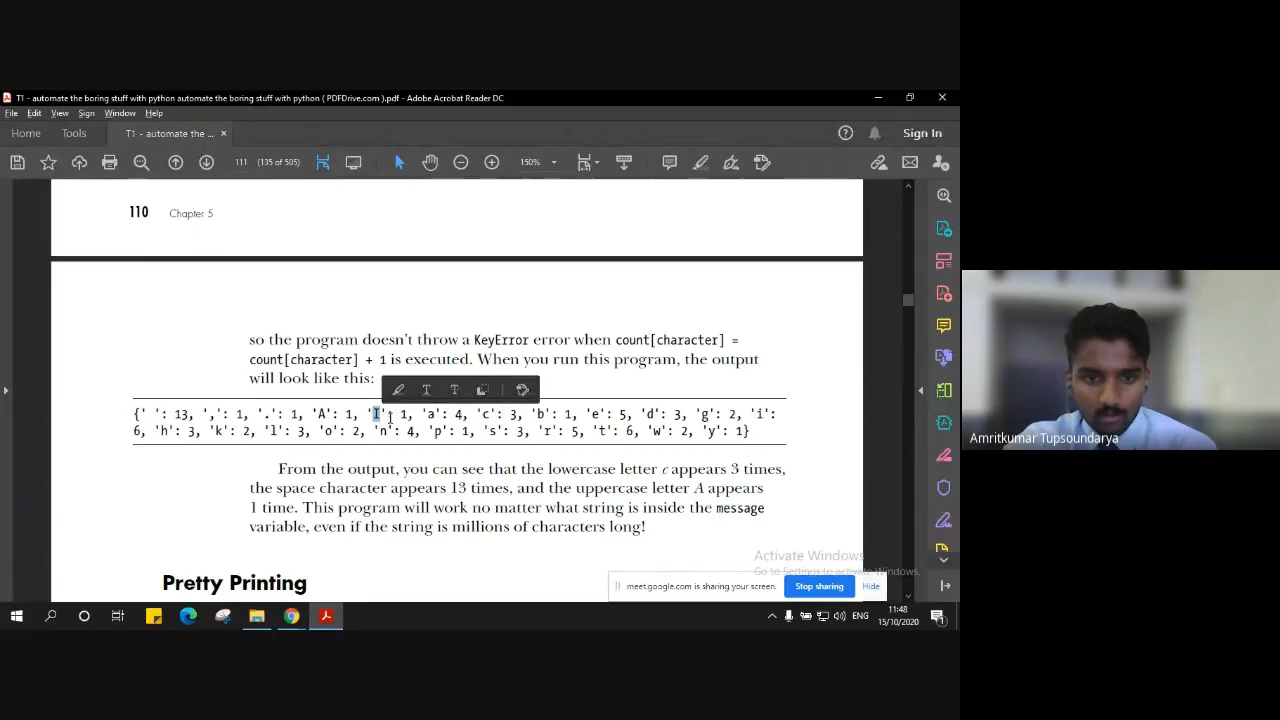 T1 - automate the boring stuff with python automate the boring stuff with python ( PDFDrive.com ).pdf - Adobe Acrobat Reader DC
File Edit View Sign Window Help
Home Tools T1 - automate the ... × Sign In
111 (135 of 505) 150%
110 Chapter 5
so the program doesn't throw a KeyError error when count[character] =
count[character] + 1 is executed. When you run this program, the output
will look like this:
{' ': 13, ',': 1, '.': 1, 'A': 1, 'I': 1, 'a': 4, 'c': 3, 'b': 1, 'e': 5, 'd': 3, 'g': 2, 'i':
6, 'h': 3, 'k': 2, 'l': 3, 'o': 2, 'n': 4, 'p': 1, 's': 3, 'r': 5, 't': 6, 'w': 2, 'y': 1}
From the output, you can see that the lowercase letter c appears 3 times,
the space character appears 13 times, and the uppercase letter A appears
1 time. This program will work no matter what string is inside the message
variable, even if the string is millions of characters long!
Pretty Printing
Activate Windows
Go to Settings to activate Windows.
meet.google.com is sharing your screen. Stop sharing Hide
ENG
11:48
15/10/2020
Amritkumar Tupsoundarya